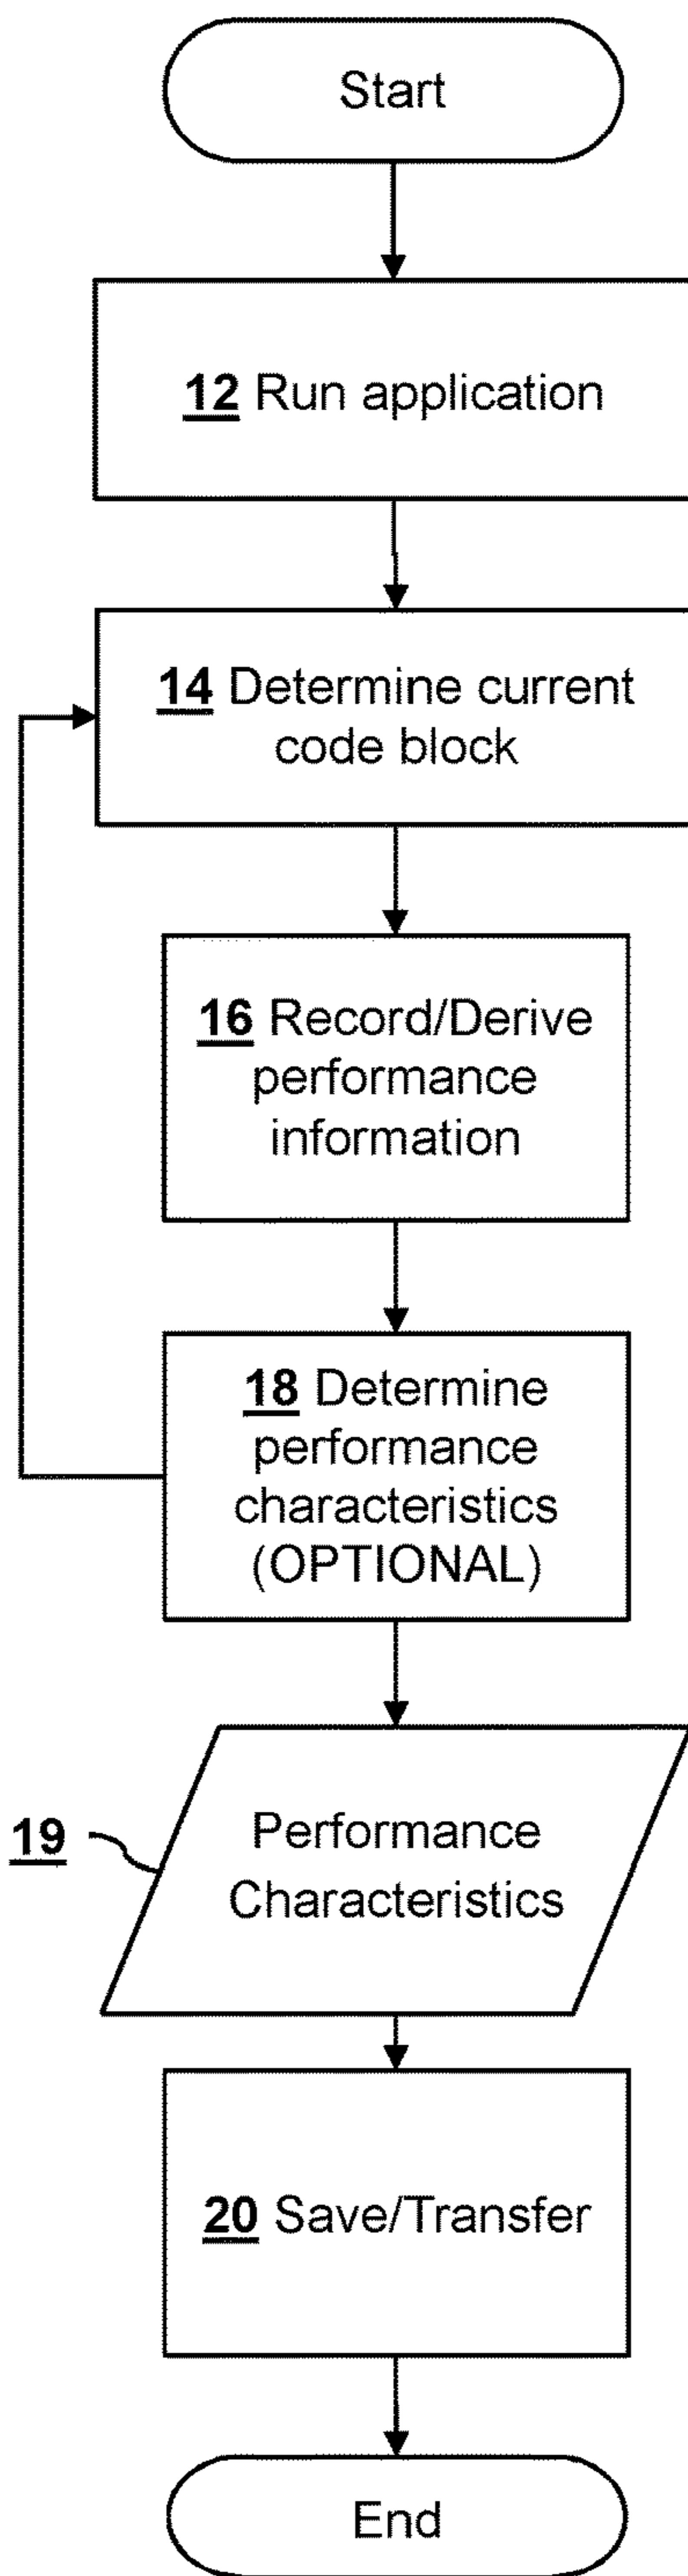 Start
12 Run application
14 Determine current
code block
16 Record/Derive
performance
information
18 Determine
performance
characteristics
(OPTIONAL)
19
Performance
Characteristics
20 Save/Transfer
End